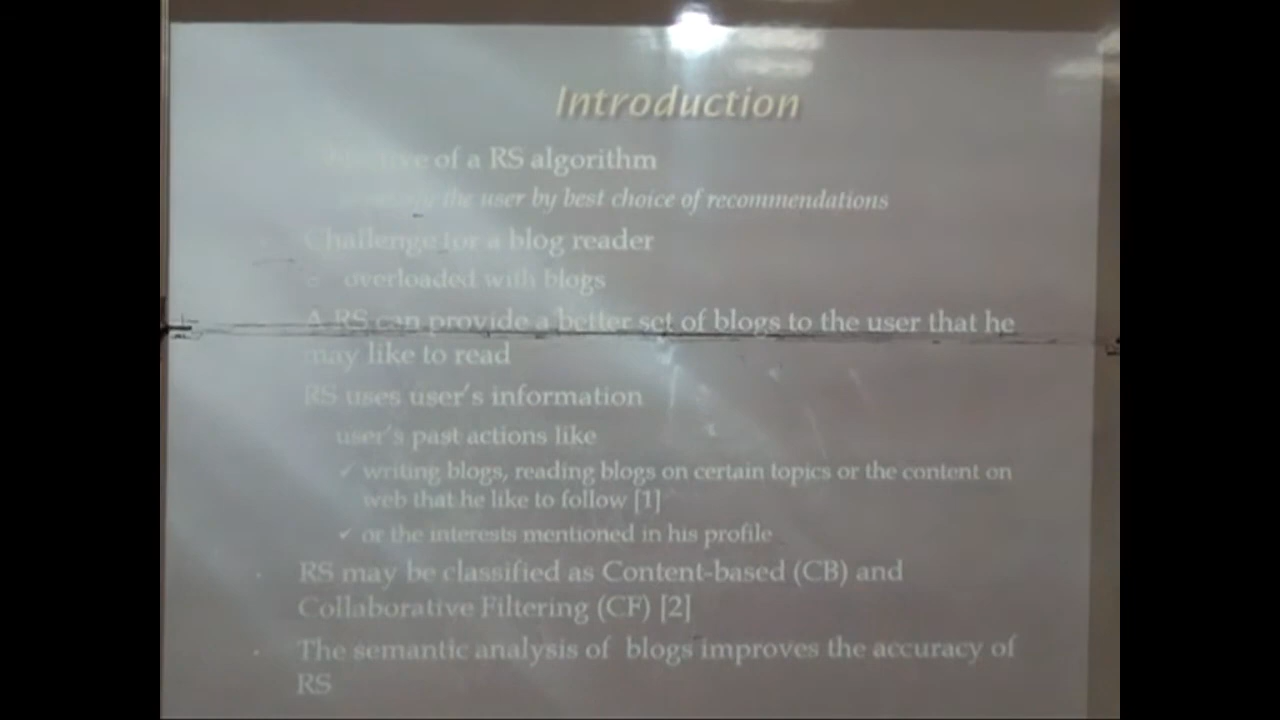 Introduction
of a RS algorithm
the user by best choice of recommendations
Challenge for a blog reader
overloaded with blogs
A RS can provide a better set of blogs to the user that he
may like to read
RS uses user's information
user's past actions like
✓ writing blogs, reading blogs on certain topics or the content on
web that he like to follow [1]
✓ or the interests mentioned in his profile
RS may be classified as Content-based (CB) and
Collaborative Filtering (CF) [2]
The semantic analysis of blogs improves the accuracy of
RS